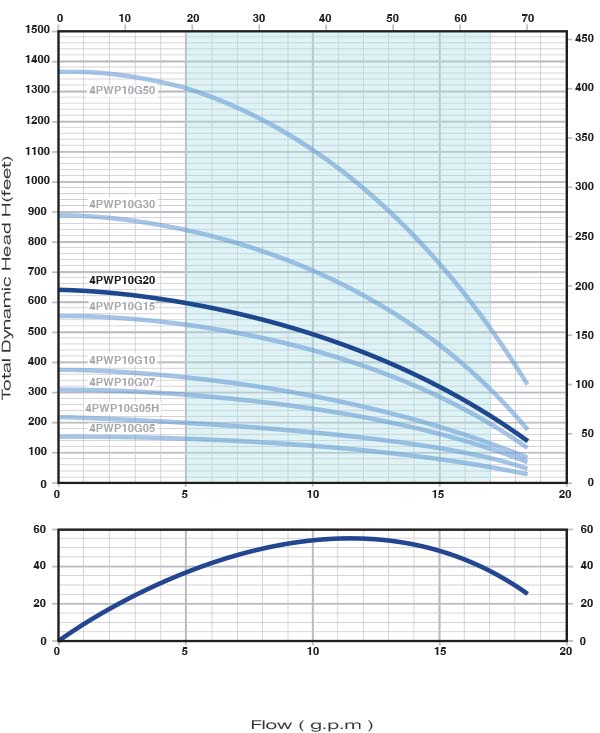 0 10 20 30 40 50 60 70
1500
450
1400
4PWP10G50
400
1300
1200
350
1100
1000
300
4PWP10G30
900
800
250
700
4PWP10G20
200
600
4PWP10G15
500
150
400
4PWP10G10
100
4PWP10G07
300
4PWP10G05H
200
4PWP10G05
50
100
0
0
0 5 10 15 20
Total Dynamic Head H(feet)
60 60
40 40
20 20
0 0
0 5 10 15 20
Flow ( g.p.m )